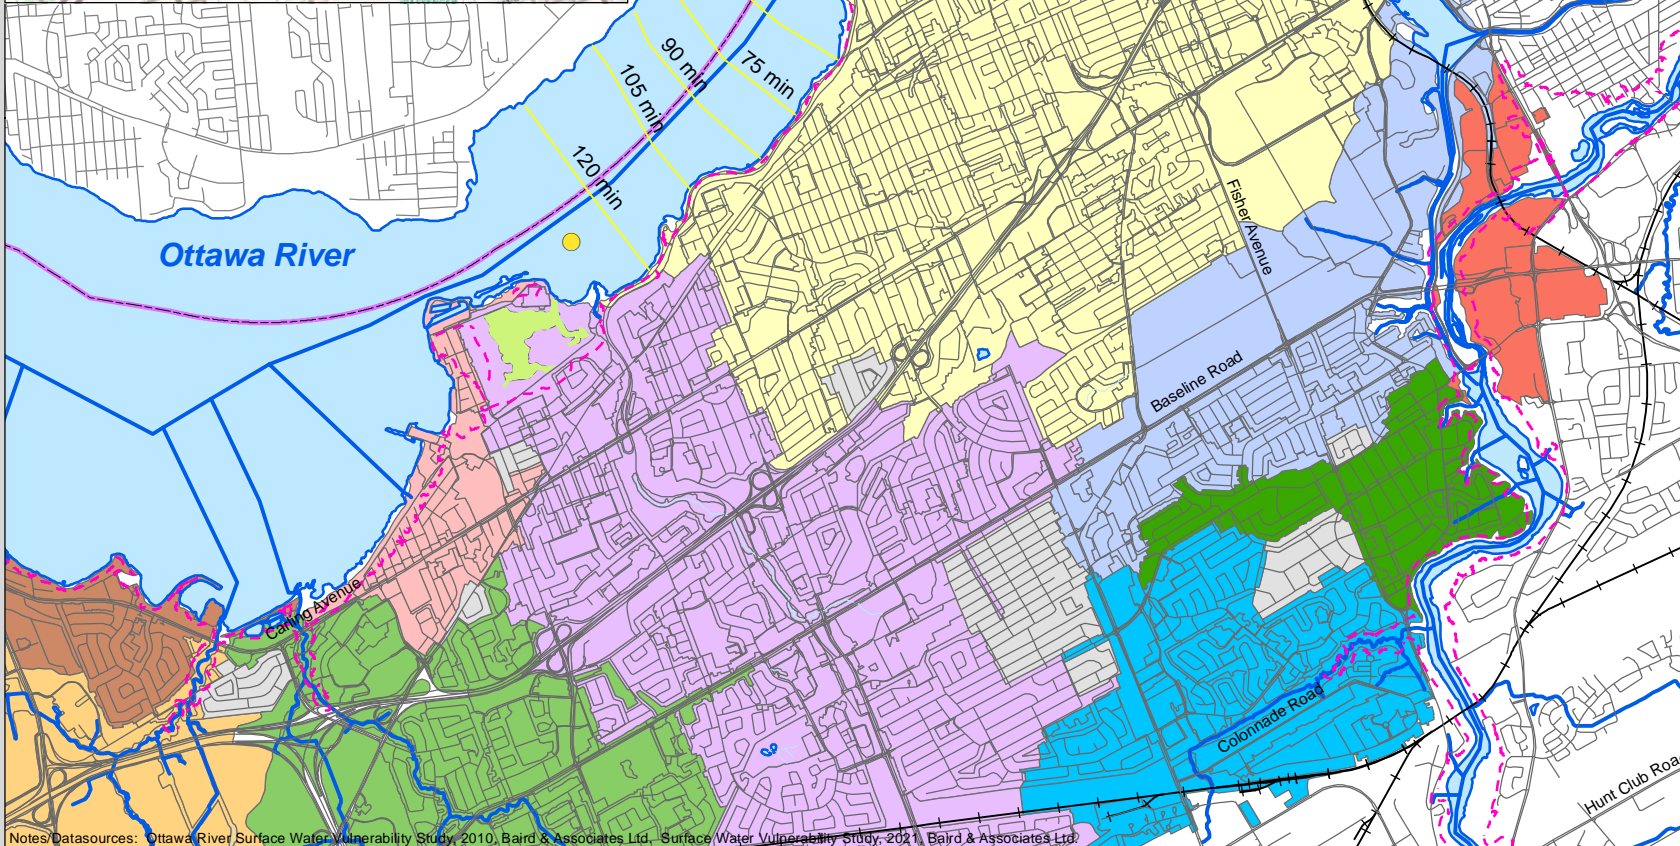 90 min
75 min
105 min
120 min
Ottawa River
Fisher Avenue
Baseline Road
Carling Avenue
Colonnade Road
Hunt Club Roa
Notes/Datasources: Ottawa River Surface Water Vulnerability Study, 2010, Baird & Associates Ltd. Surface Water Vulnerability Study, 2021, Baird & Associates Ltd.